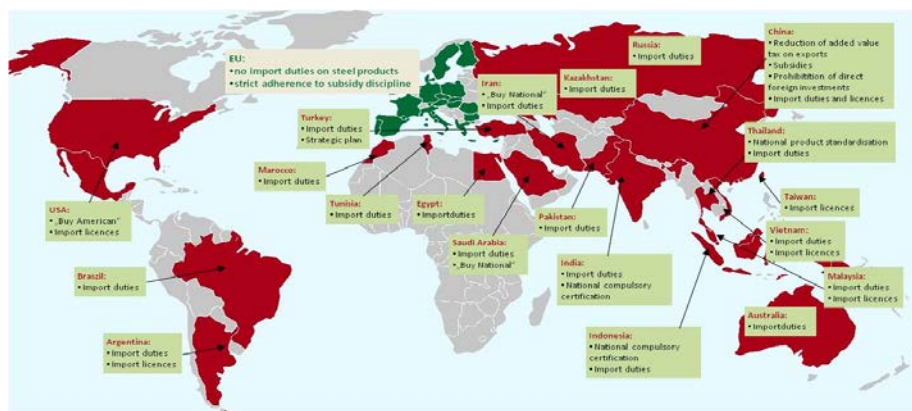 EU:
• no import duties on steel products
• strict adherence to subsidy discipline
Russia:
• Import duties
China:
• Reduction of added value
tax on exports
• Subsidies
• Prohibitition of direct
foreign investments
• Import duties and licences
Iran:
• „Buy National"
• Import duties
Kazakhstan:
• Import duties
Turkey:
• Import duties
• Strategic plan
Thailand:
• National product standardisation
• Import duties
Marocco:
• Import duties
Tunisia:
• Import duties
Egypt:
• Importduties
Pakistan:
• Import duties
Taiwan:
• Import licences
USA:
• „Buy American"
• Import licences
Saudi Arabia:
• Import duties
• „Buy National"
Vietnam:
• Import duties
• Import licences
Braszil:
• Import duties
India:
• Import duties
• National compulsory
certification
Malaysia:
• Import duties
• Import licences
Australia:
• Importduties
Argentina:
• Import duties
• Import licences
Indonesia:
• National compulsory
certification
• Import duties